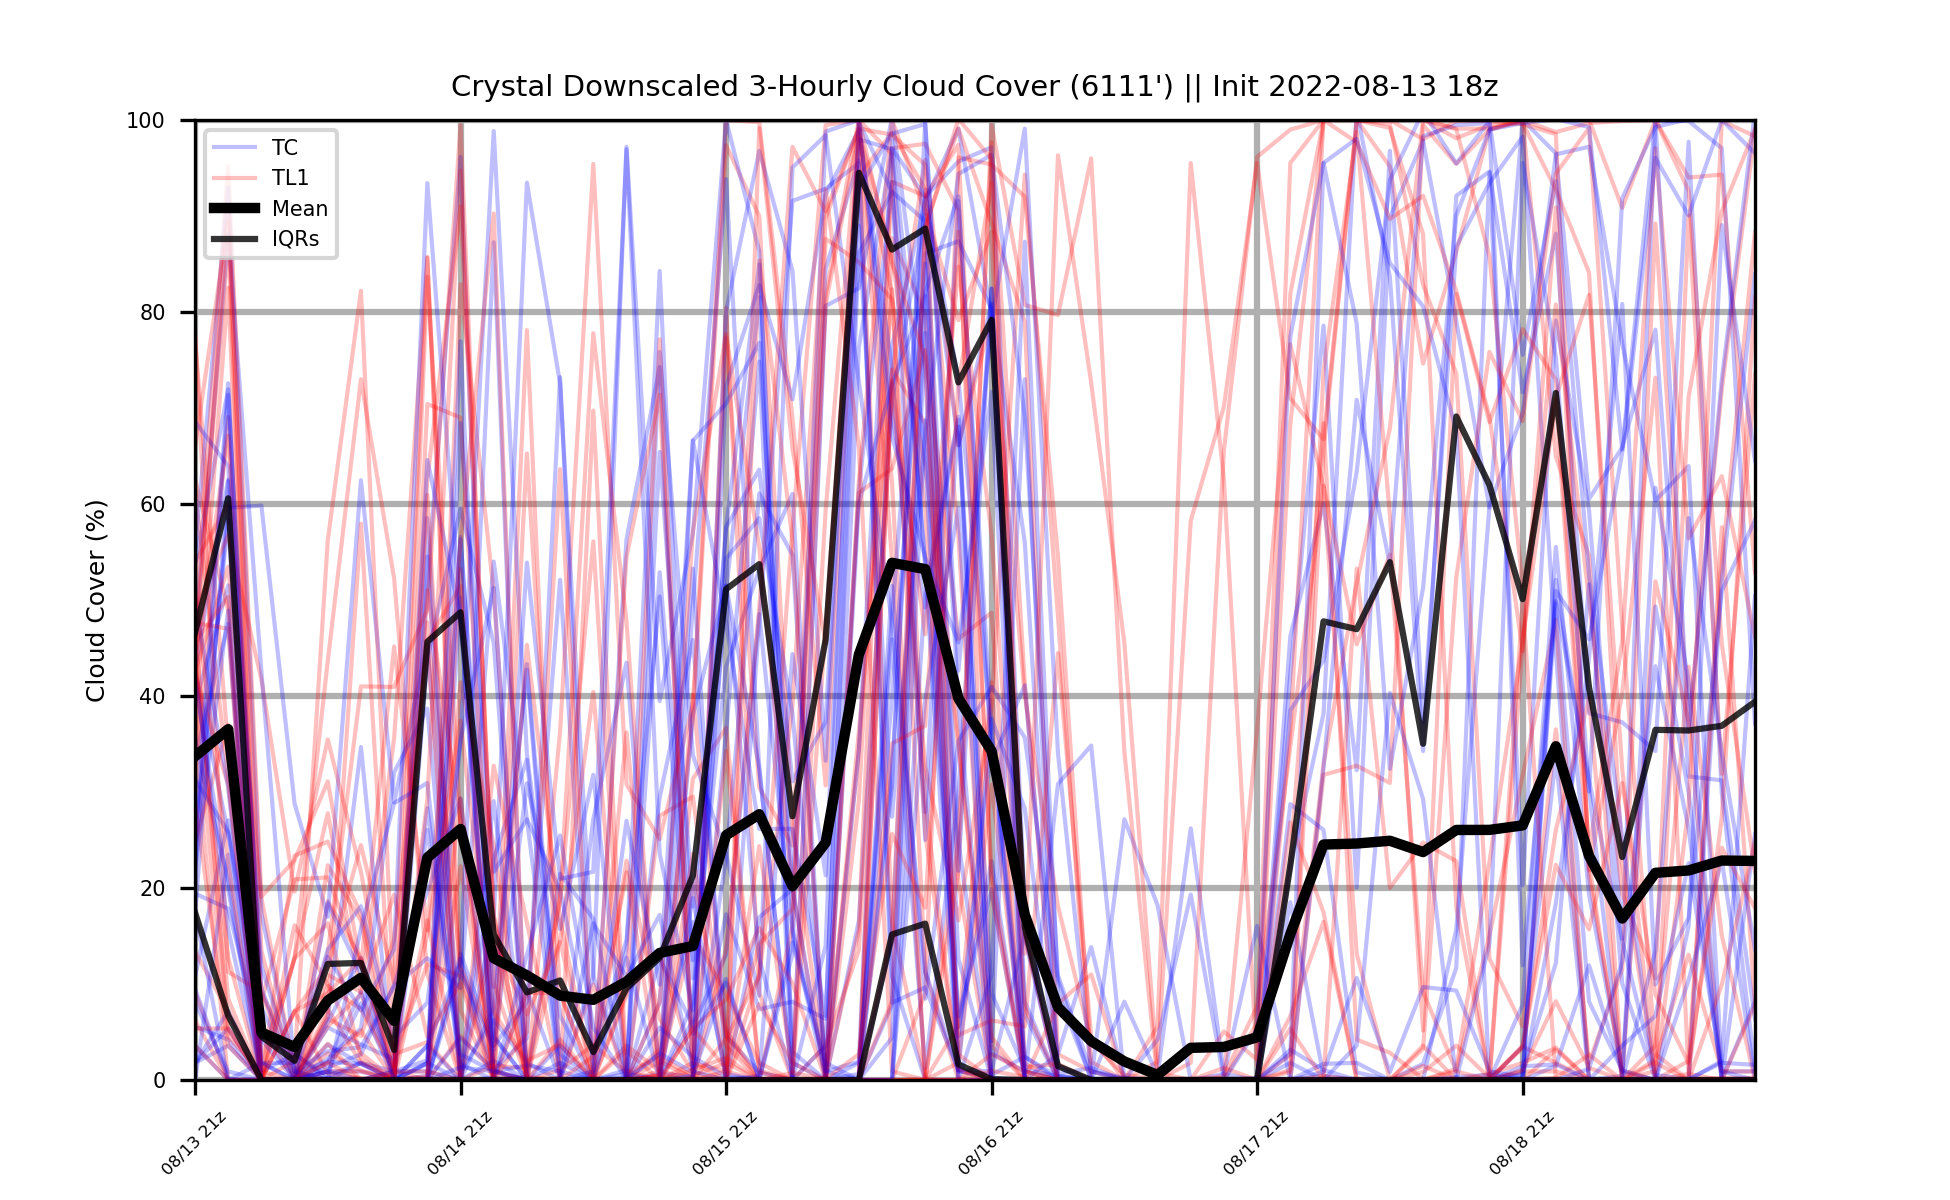 Crystal Downscaled 3-Hourly Cloud Cover (6111') || Init 2022-08-13 18z
100
80
60
40
20
0
Cloud Cover (%)
TC
TL1
Mean
IQRs
08/13 21z
08/14 21z
08/15 21z
08/16 21z
08/17 21z
08/18 21z